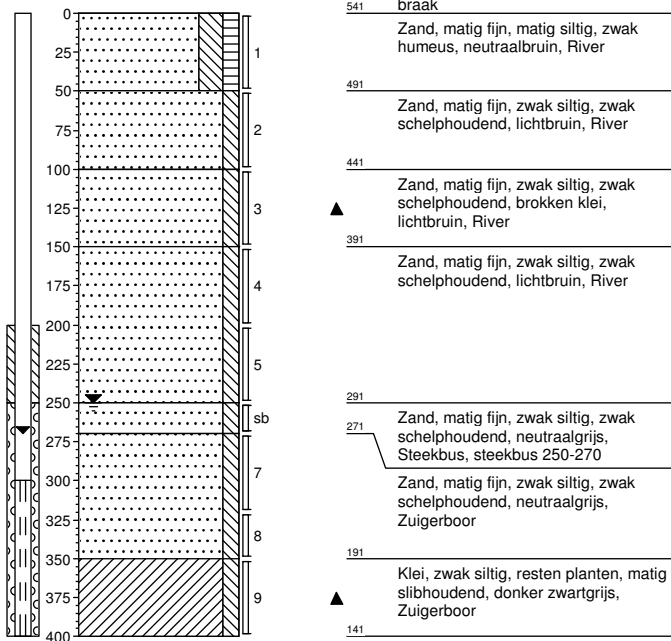 0
25
50
75
100
125
150
175
200
225
250
275
300
325
350
375
400
1
2
3
4
5
sb
7
8
9
541 braak
Zand, matig fijn, matig siltig, zwak
humeus, neutraalbruin, River
491
Zand, matig fijn, zwak siltig, zwak
schelphoudend, lichtbruin, River
441
Zand, matig fijn, zwak siltig, zwak
schelphoudend, brokken klei,
lichtbruin, River
391
Zand, matig fijn, zwak siltig, zwak
schelphoudend, lichtbruin, River
291
Zand, matig fijn, zwak siltig, zwak
271 schelphoudend, neutraalgrijs,
Steekbus, steekbus 250-270
Zand, matig fijn, zwak siltig, zwak
schelphoudend, neutraalgrijs,
Zuigerboor
191
Klei, zwak siltig, resten planten, matig
slibhoudend, donker zwartgrijs,
Zuigerboor
141